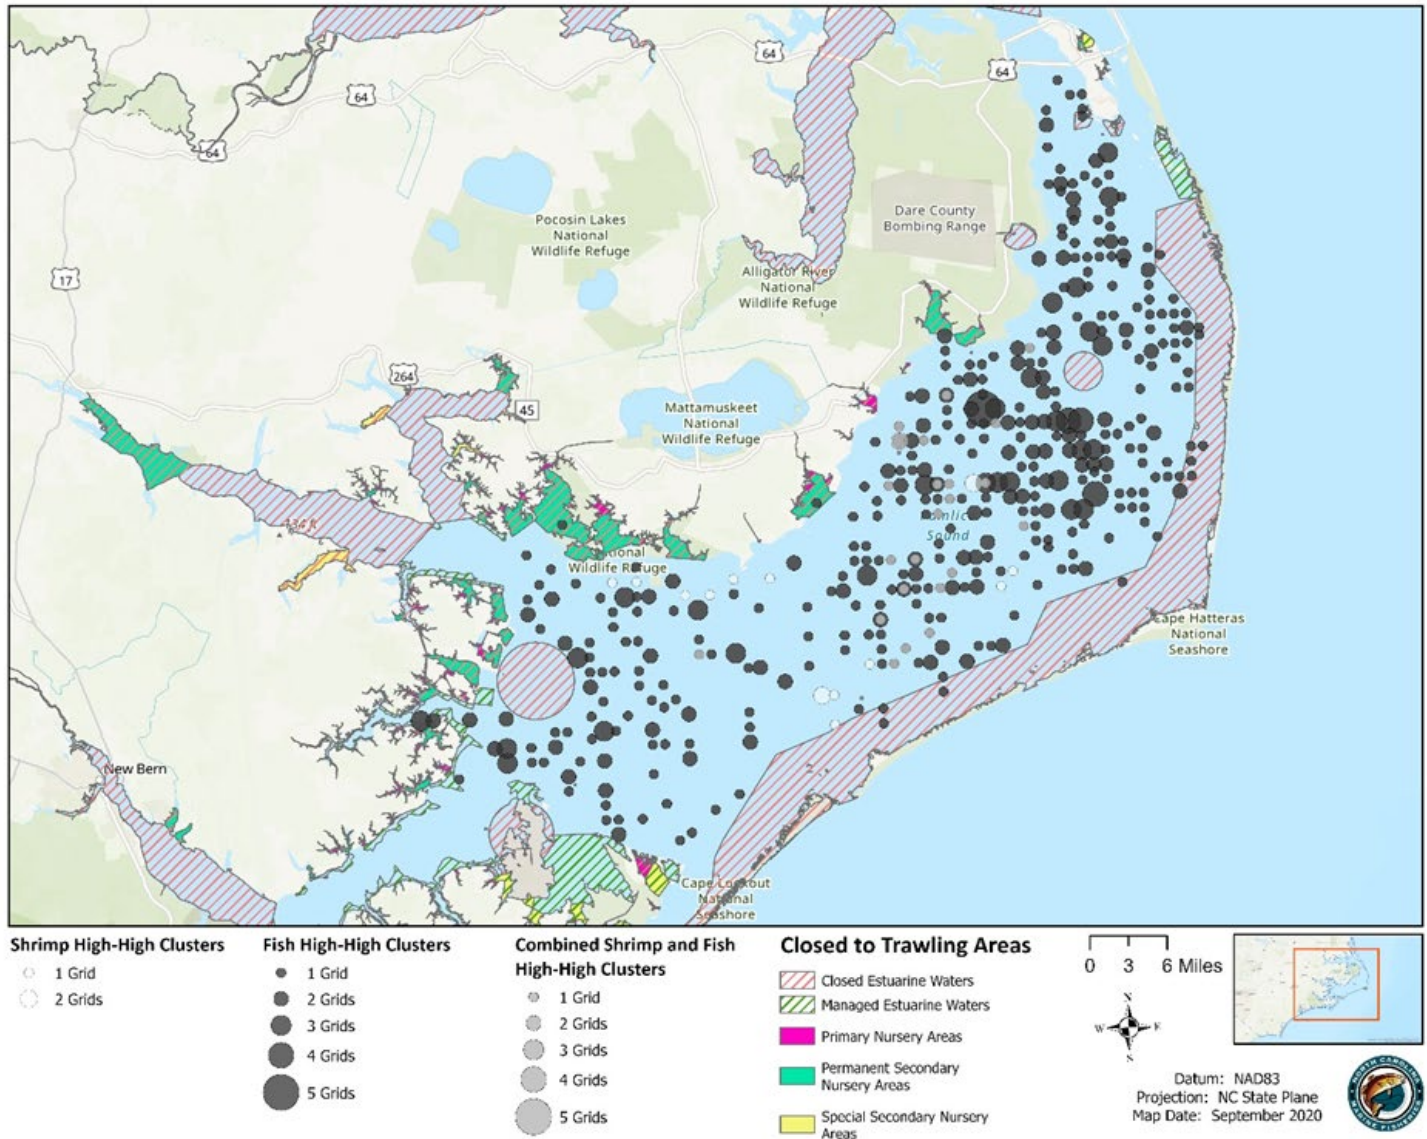 64
64
64
64
Dare County
Bombing Range
Pocosin Lakes
National
Wildlife Refuge
17
Alligator River
National
Wildlife Refuge
264
45
Mattamuskeet
National
Wildlife Refuge
Sound
Wildlife Refuge
Cape Hatteras
National
Seashore
New Bern
Cape Lookout
National
Seashore
Shrimp High-High Clusters
1 Grid
2 Grids
Fish High-High Clusters
1 Grid
2 Grids
3 Grids
4 Grids
5 Grids
Combined Shrimp and Fish
High-High Clusters
1 Grid
2 Grids
3 Grids
4 Grids
5 Grids
Closed to Trawling Areas
Closed Estuarine Waters
Managed Estuarine Waters
Primary Nursery Areas
Permanent Secondary
Nursery Areas
Special Secondary Nursery
Areas
0 3 6 Miles
N
W E
S
Datum: NAD83
Projection: NC State Plane
Map Date: September 2020
NORTH CAROLINA
MARINE FISHERIES